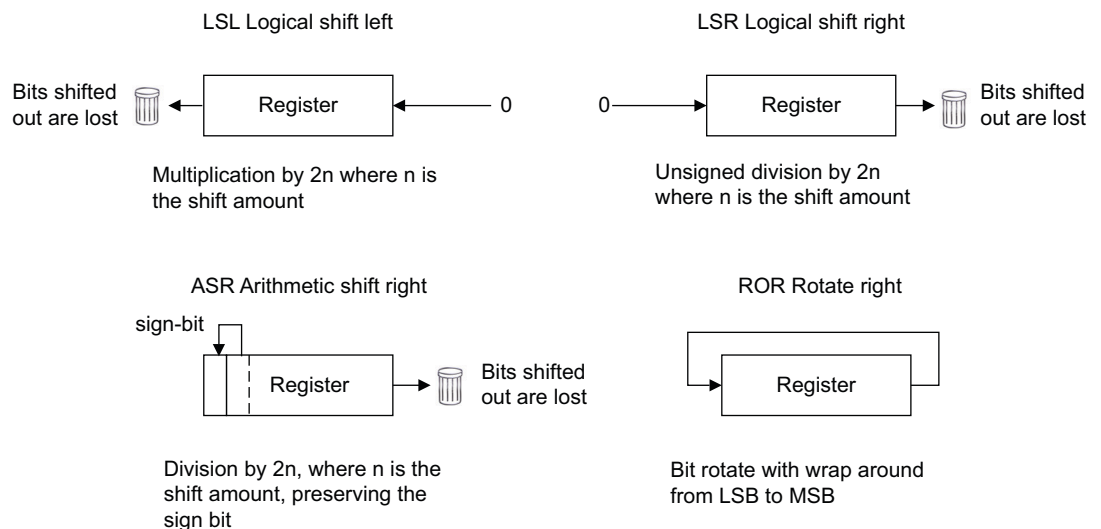 LSL Logical shift left
Bits shifted
out are lost
Register
0
Multiplication by 2n where n is
the shift amount
LSR Logical shift right
0
Register
Bits shifted
out are lost
Unsigned division by 2n
where n is the shift amount
ASR Arithmetic shift right
sign-bit
Register
Bits shifted
out are lost
Division by 2n, where n is the
shift amount, preserving the
sign bit
ROR Rotate right
Register
Bit rotate with wrap around
from LSB to MSB